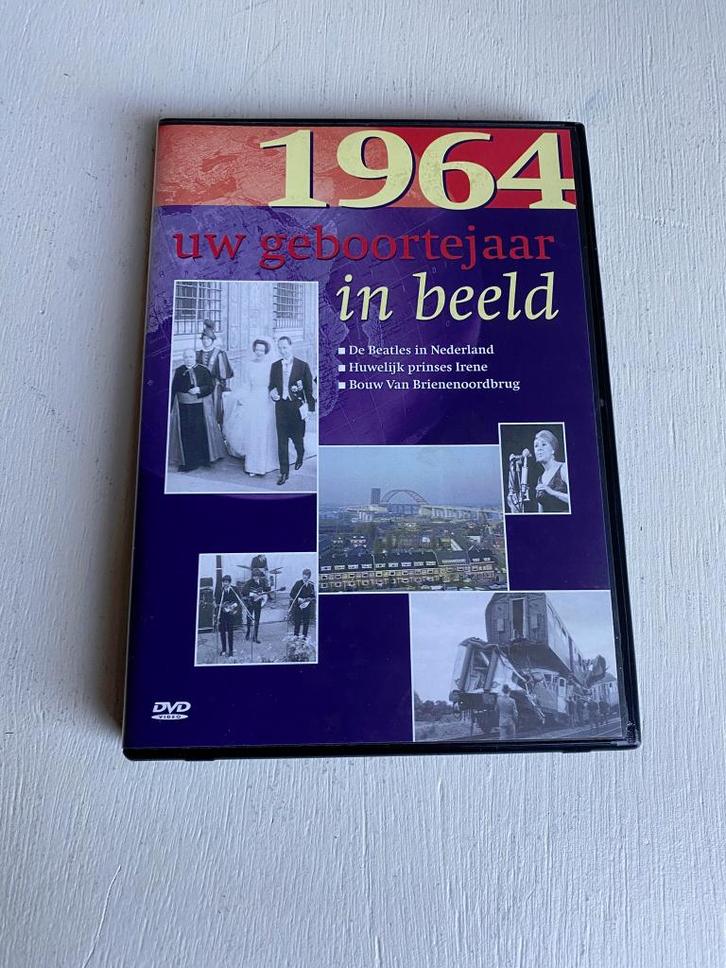 1964
uw geboortejaar
in beeld
De Beatles in Nederland
Huwelijk prinses Irene
Bouw Van Brienenoordbrug
DVD
VIDEO